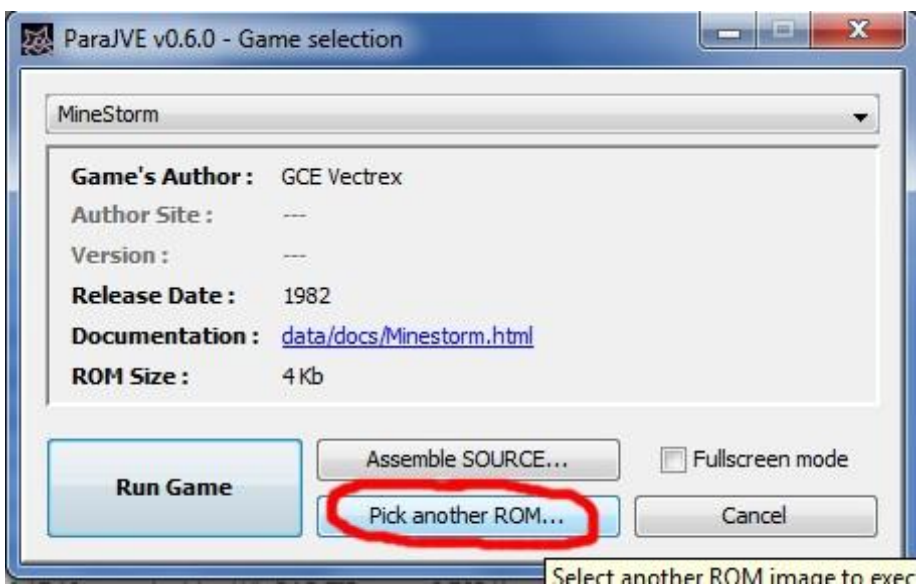 ParaJVE v0.6.0 - Game selection
MineStorm
Game's Author : GCE Vectrex
Author Site : ---
Version : ---
Release Date : 1982
Documentation : data/docs/Minestorm.html
ROM Size : 4 Kb
Run Game
Assemble SOURCE...
Fullscreen mode
Pick another ROM...
Cancel
Select another ROM image to exec